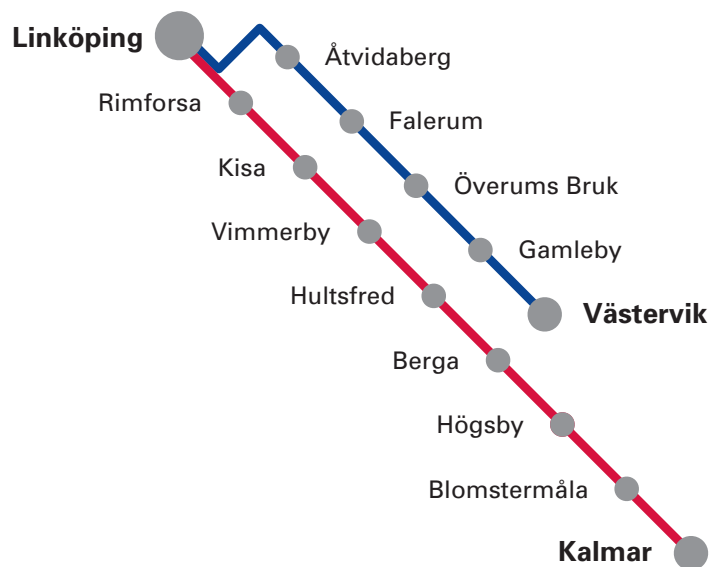 Linköping
Åtvidaberg
Rimforsa
Falerum
Kisa
Överums Bruk
Vimmerby
Gamleby
Hultsfred
Västervik
Berga
Högsby
Blomstermåla
Kalmar